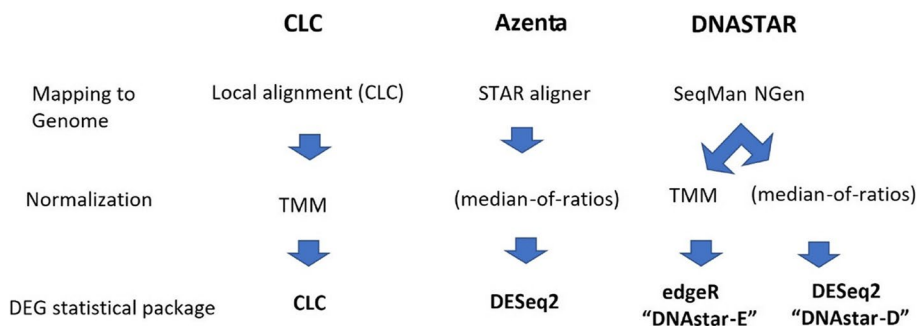 CLC Azenta DNASTAR
Mapping to Genome Local alignment (CLC) STAR aligner SeqMan NGen
Normalization TMM (median-of-ratios) TMM (median-of-ratios)
DEG statistical package CLC DESeq2 edgeR "DNAstar-E" DESeq2 "DNAstar-D"